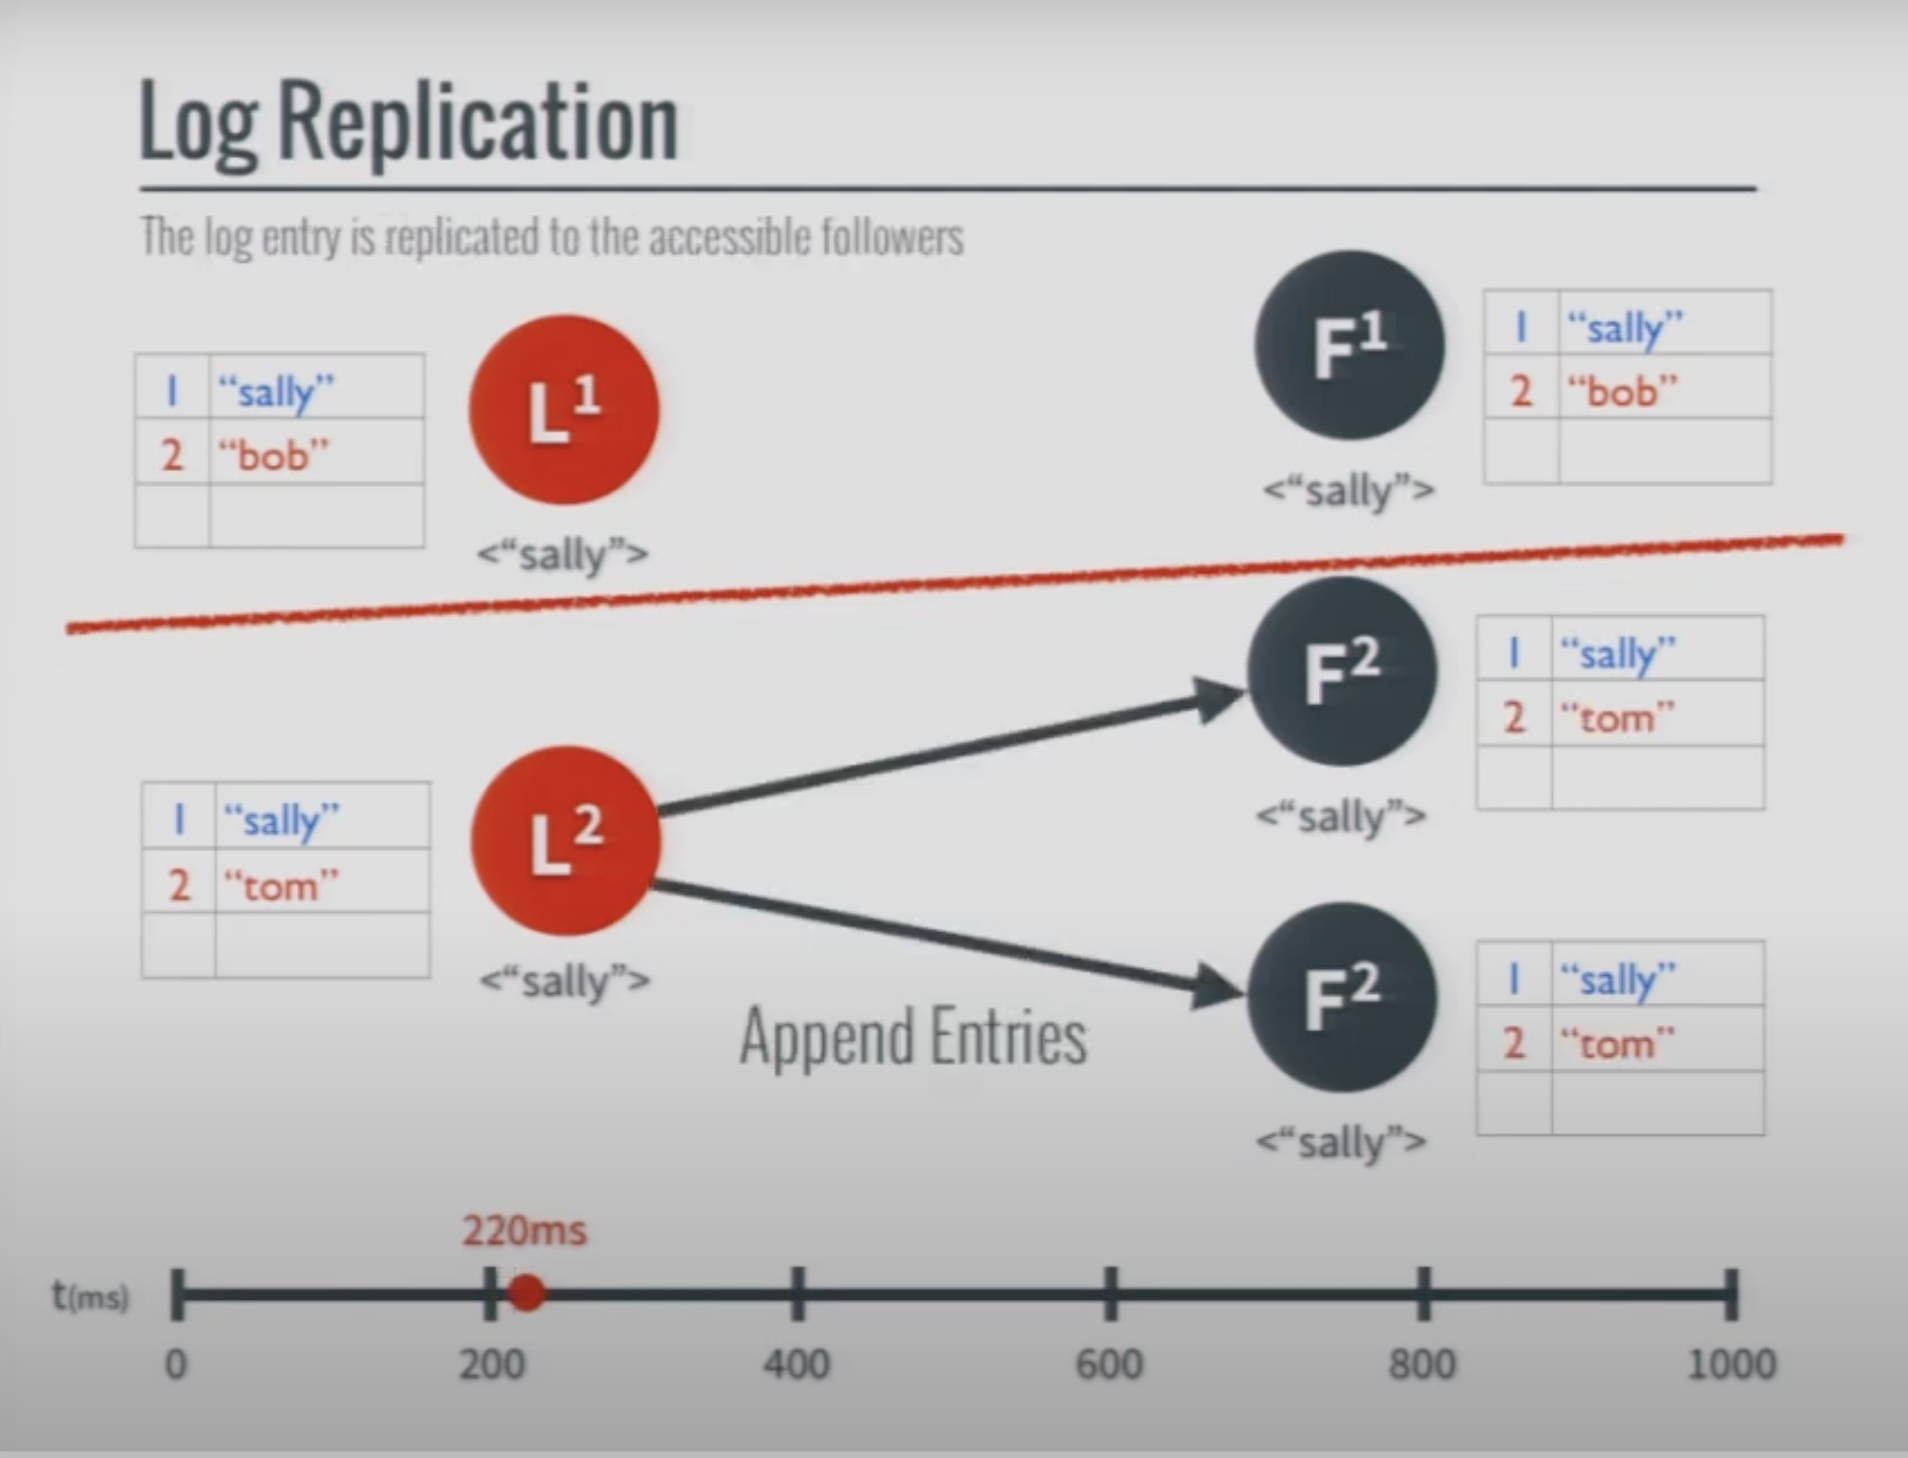 Log Replication
The log entry is replicated to the accessible followers
1 “sally”
2 “bob”
L1
<“sally”>
F1
<“sally”>
1 “sally”
2 “bob”
1 “sally”
2 “tom”
L2
<“sally”>
F2
<“sally”>
1 “sally”
2 “tom”
Append Entries
F2
<“sally”>
1 “sally”
2 “tom”
220ms
t(ms)
0 200 400 600 800 1000